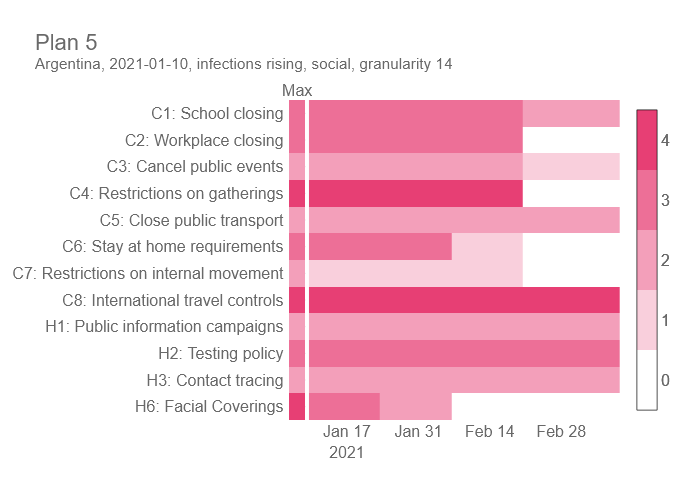 Plan 5
Argentina, 2021-01-10, infections rising, social, granularity 14
Max
C1: School closing
C2: Workplace closing
C3: Cancel public events
C4: Restrictions on gatherings
C5: Close public transport
C6: Stay at home requirements
C7: Restrictions on internal movement
C8: International travel controls
H1: Public information campaigns
H2: Testing policy
H3: Contact tracing
H6: Facial Coverings
Jan 17 Jan 31 Feb 14 Feb 28
2021
4
3
2
1
0